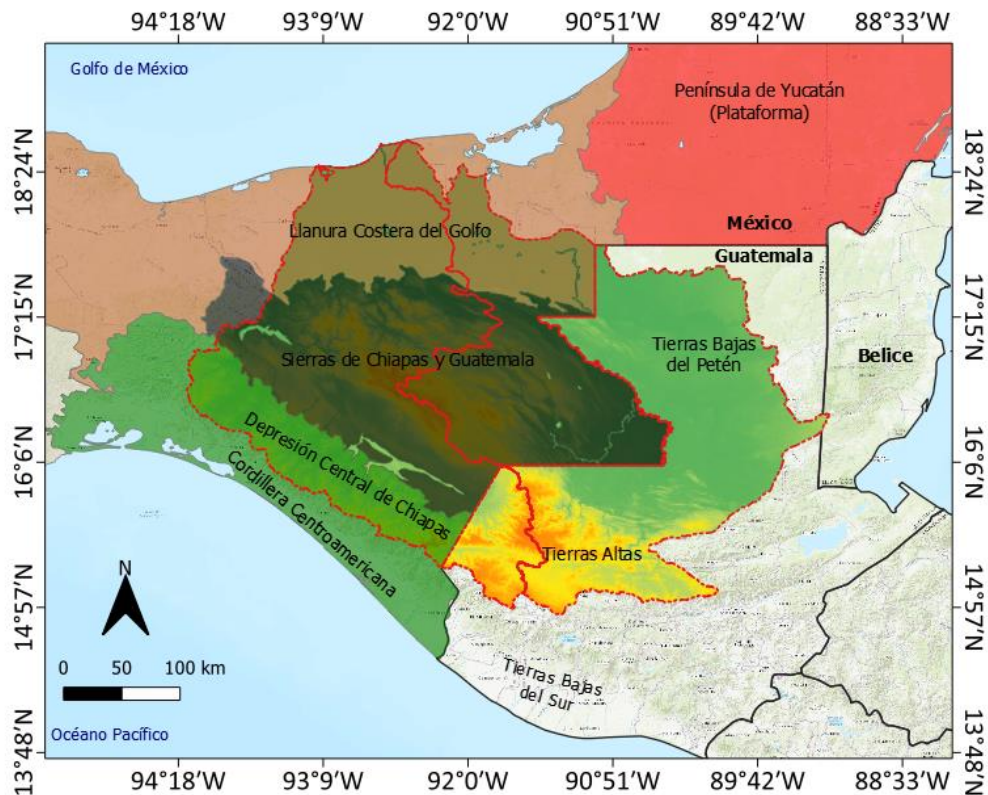 94°18′W 93°9′W 92°0′W 90°51′W 89°42′W 88°33′W
Golfo de México
Península de Yucatán
(Plataforma)
18°24′N
18°24′N
México
Llanura Costera del Golfo
Guatemala
17°15′N
17°15′N
Tierras Bajas
del Petén
Belice
Sierras de Chiapas y Guatemala
16°6′N
16°6′N
Depresión Central de Chiapas
Cordillera Centroamericana
Tierras Altas
N
14°57′N
14°57′N
0 50 100 km
Tierras Bajas
del Sur
Océano Pacífico
13°48′N
13°48′N
94°18′W 93°9′W 92°0′W 90°51′W 89°42′W 88°33′W